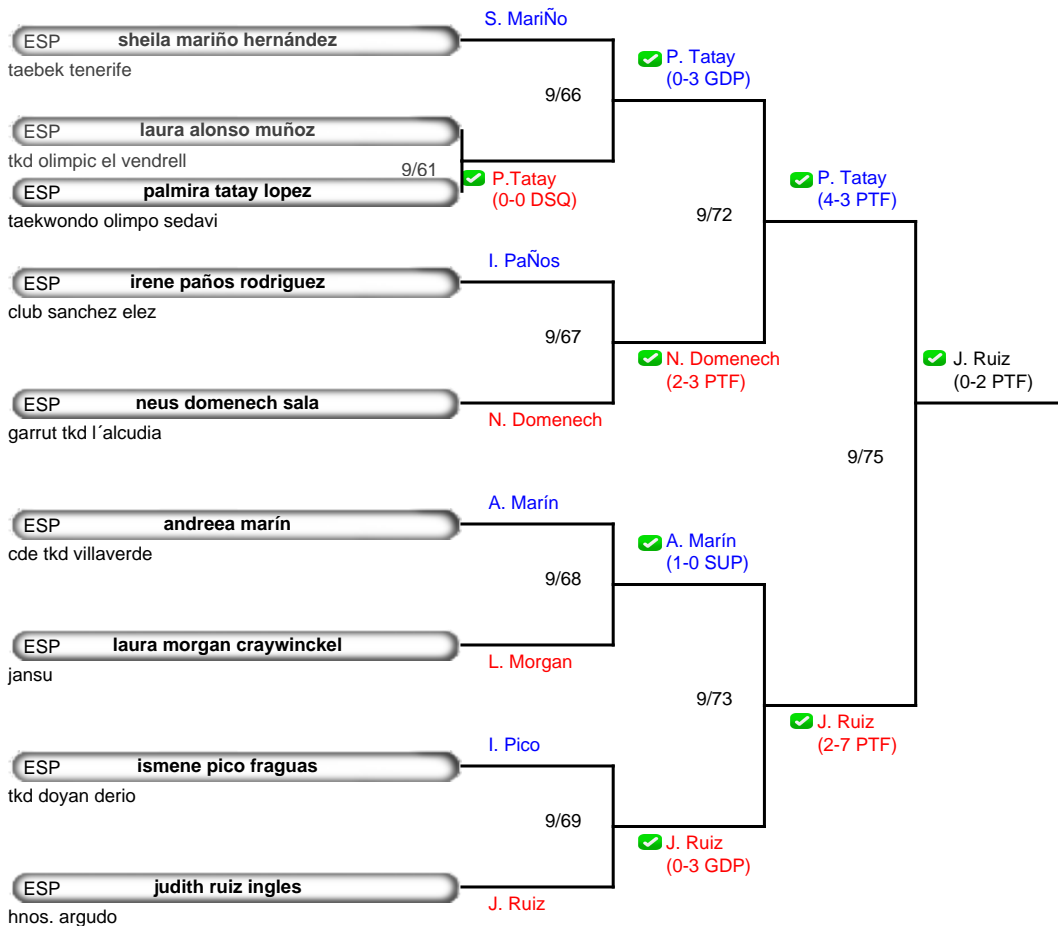 S. MariÑo
ESP sheila mariño hernández
taebek tenerife
P. Tatay
(0-3 GDP)
9/66
ESP laura alonso muñoz
tkd olimpic el vendrell
9/61
P.Tatay
(0-0 DSQ)
ESP palmira tatay lopez
taekwondo olimpo sedavi
P. Tatay
(4-3 PTF)
9/72
I. PaÑos
ESP irene paños rodriguez
club sanchez elez
9/67
N. Domenech
(2-3 PTF)
J. Ruiz
(0-2 PTF)
ESP neus domenech sala
N. Domenech
garrut tkd l´alcudia
9/75
A. Marín
ESP andreea marín
cde tkd villaverde
A. Marín
(1-0 SUP)
9/68
ESP laura morgan craywinckel
L. Morgan
jansu
9/73
J. Ruiz
(2-7 PTF)
I. Pico
ESP ismene pico fraguas
tkd doyan derio
9/69
J. Ruiz
(0-3 GDP)
ESP judith ruiz ingles
J. Ruiz
hnos. argudo